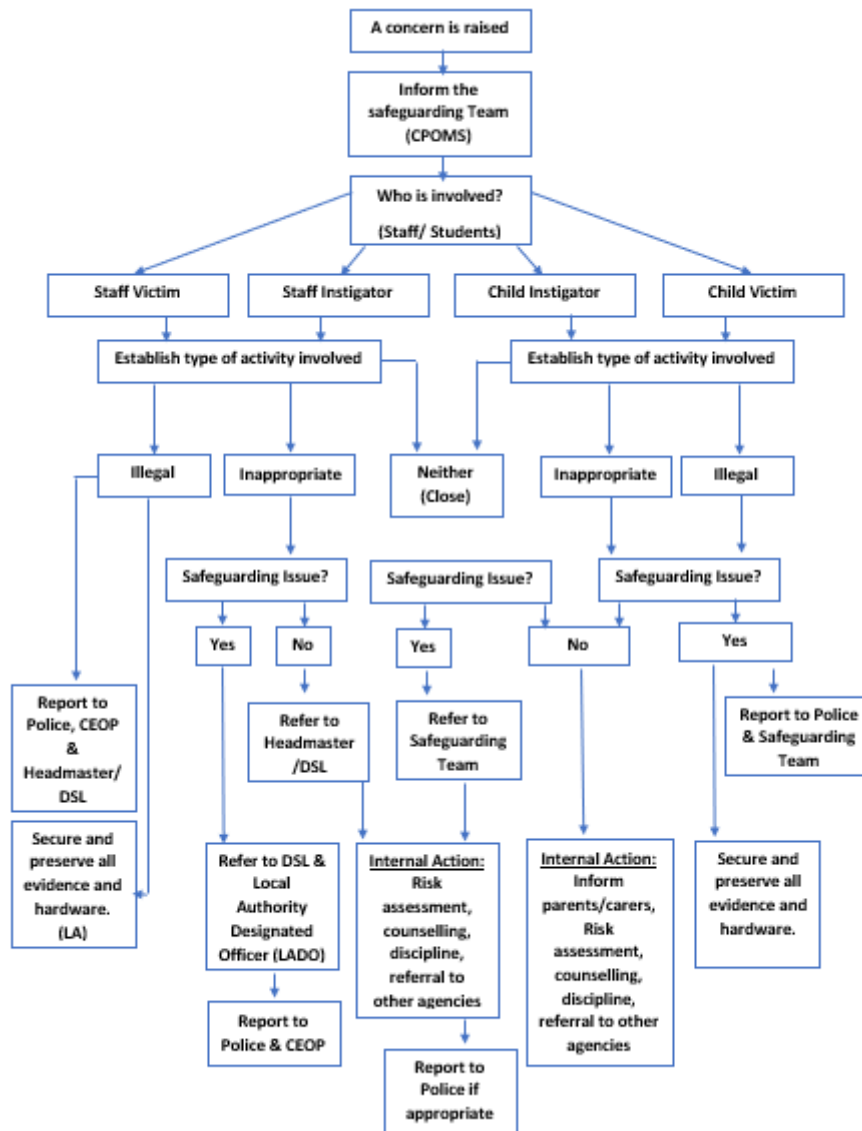 A concern is raised
Inform the
safeguarding Team
(CPOMS)
Who is involved?
(Staff/ Students)
Staff Victim
Staff Instigator
Child Instigator
Child Victim
Establish type of activity involved
Establish type of activity involved
Illegal
Inappropriate
Neither
(Close)
Inappropriate
Illegal
Safeguarding Issue?
Safeguarding Issue?
Safeguarding Issue?
Yes
No
Yes
No
Yes
Report to
Police, CEOP
&
Headmaster/
DSL
Refer to
Headmaster
/DSL
Refer to
Safeguarding
Team
Report to Police
& Safeguarding
Team
Secure and
preserve all
evidence and
hardware.
(LA)
Refer to DSL &
Local
Authority
Designated
Officer (LADO)
Internal Action:
Risk
assessment,
counselling,
discipline,
referral to
other agencies
Internal Action:
Inform
parents/carers,
Risk
assessment,
counselling,
discipline,
referral to other
agencies
Secure and
preserve all
evidence and
hardware.
Report to
Police & CEOP
Report to
Police if
appropriate